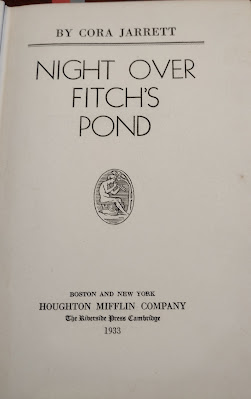 BY CORA JARRETT
NIGHT OVER
FITCH'S
POND
BOSTON AND NEW YORK
HOUGHTON MIFFLIN COMPANY
The Riverside Press Cambridge
1933